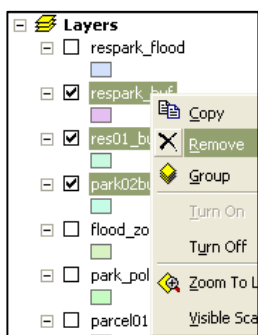 Layers
respark_flood
respark_buf
Copy
res01_bu
Remove
park02bu
Group
Turn On
flood_zo
Turn Off
park_pol
Zoom To L
parcel01
Visible Sca